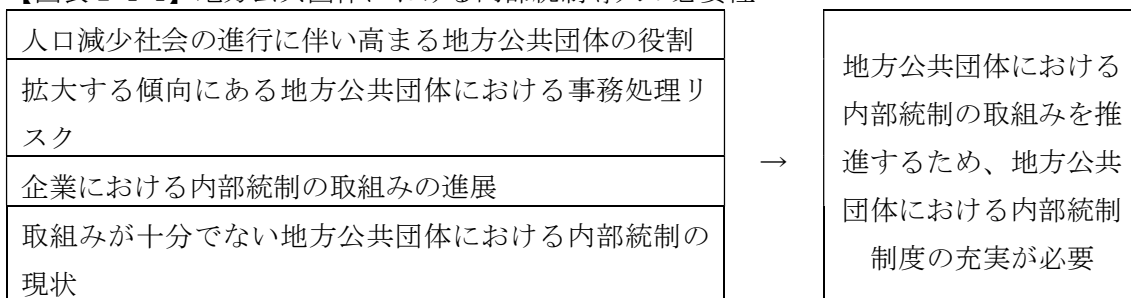 人口減少社会の進行に伴い高まる地方公共団体の役割
拡大する傾向にある地方公共団体における事務処理リ
スク
企業における内部統制の取組みの進展
取組みが十分でない地方公共団体における内部統制の
現状
→
地方公共団体における
内部統制の取組みを推
進するため、地方公共
団体における内部統制
制度の充実が必要